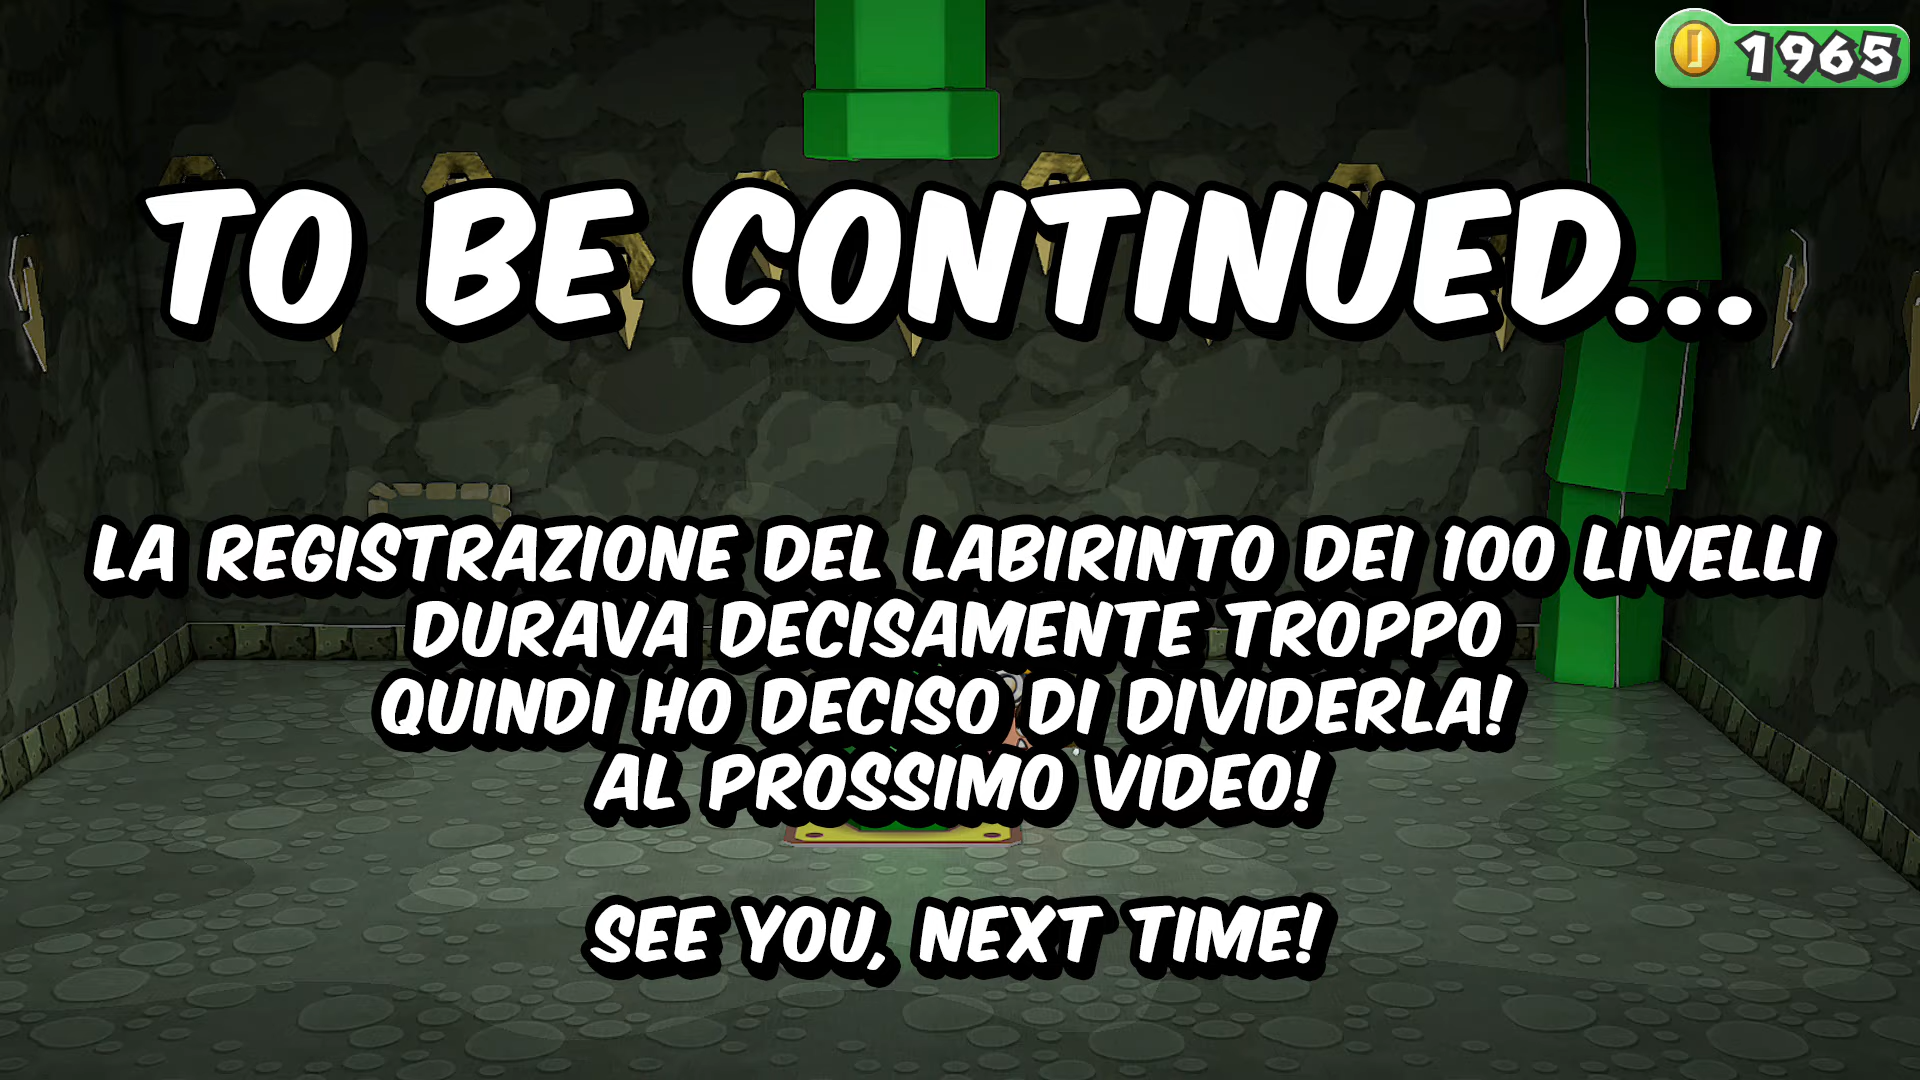 1965
TO BE CONTINUED...
LA REGISTRAZIONE DEL LABIRINTO DEI 100 LIVELLI
DURAVA DECISAMENTE TROPPO
QUINDI HO DECISO DI DIVIDERLA!
AL PROSSIMO VIDEO!
SEE YOU, NEXT TIME!